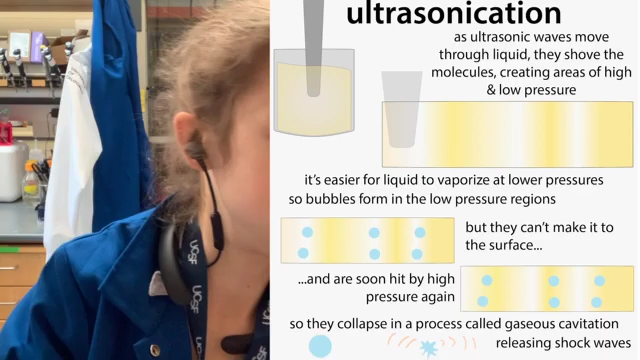 ultrasonication
as ultrasonic waves move
through liquid, they shove the
molecules, creating areas of high
& low pressure
it's easier for liquid to vaporize at lower pressures
so bubbles form in the low pressure regions
but they can't make it to
the surface...
...and are soon hit by high
pressure again
so they collapse in a process called gaseous cavitation
releasing shock waves
UCSF
UCSF
UCSF